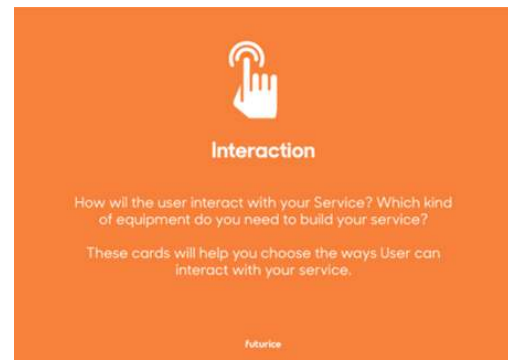 Interaction
How wil the user interact with your Service? Which kind
of equipment do you need to build your service?
These cards will help you choose the ways User can
interact with your service.
futurice